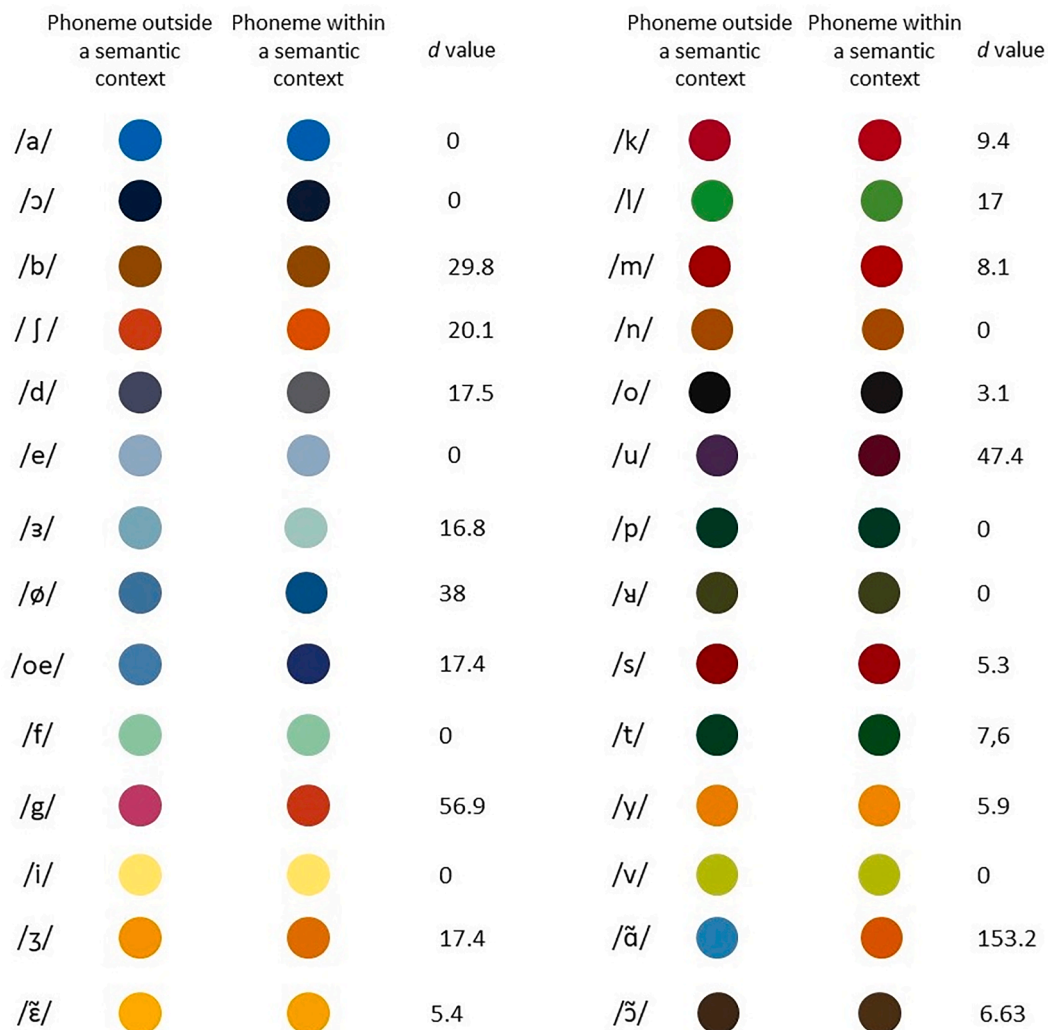 Phoneme outside a semantic context Phoneme within a semantic context d value
/a/ 0
/ɔ/ 0
/b/ 29.8
/ʃ/ 20.1
/d/ 17.5
/e/ 0
/ɜ/ 16.8
/ø/ 38
/oe/ 17.4
/f/ 0
/g/ 56.9
/i/ 0
/ʒ/ 17.4
/ɛ̃/ 5.4
Phoneme outside a semantic context Phoneme within a semantic context d value
/k/ 9.4
/l/ 17
/m/ 8.1
/n/ 0
/o/ 3.1
/u/ 47.4
/p/ 0
/ᴚ/ 0
/s/ 5.3
/t/ 7,6
/y/ 5.9
/v/ 0
/ɑ̃/ 153.2
/ɔ̃/ 6.63